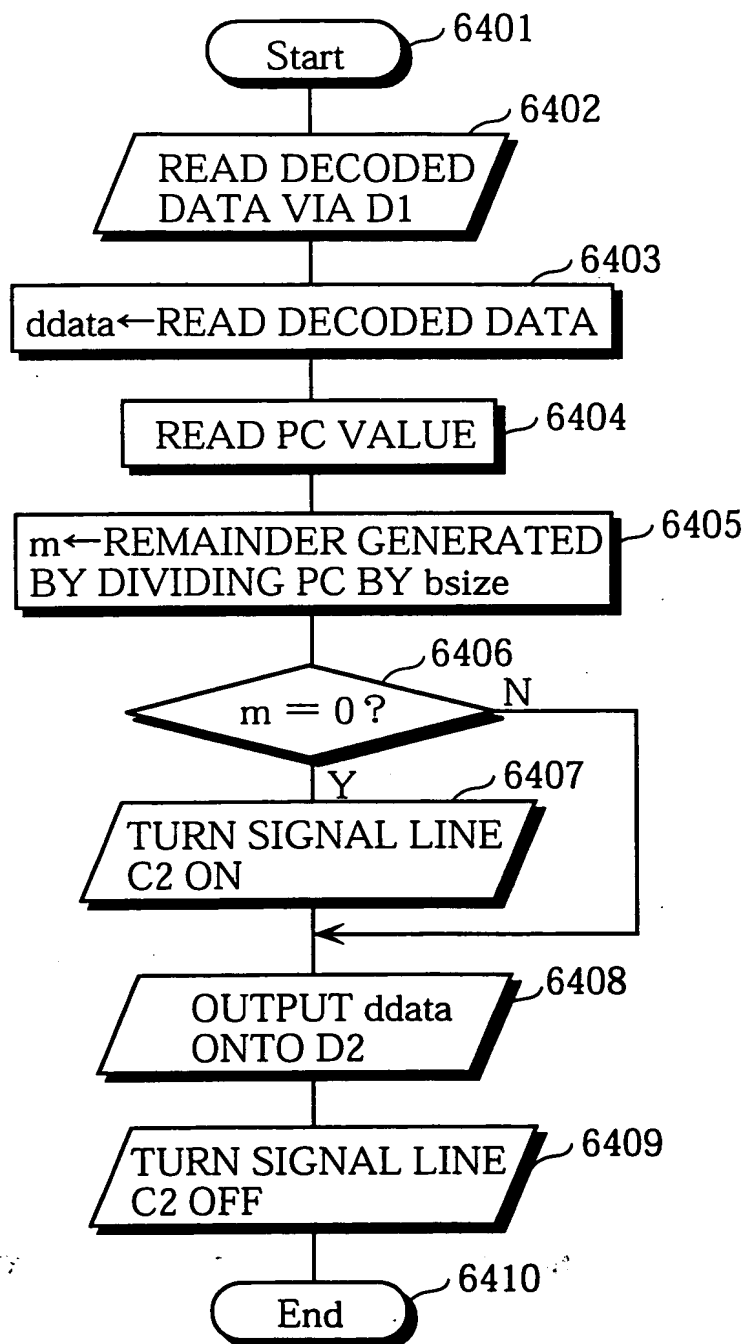 Start
6401
6402
READ DECODED
DATA VIA D1
6403
ddata←READ DECODED DATA
READ PC VALUE
6404
m←REMAINDER GENERATED
BY DIVIDING PC BY bsize
6405
6406
m = 0 ?
N
Y
6407
TURN SIGNAL LINE
C2 ON
OUTPUT ddata
ONTO D2
6408
TURN SIGNAL LINE
C2 OFF
6409
End
6410